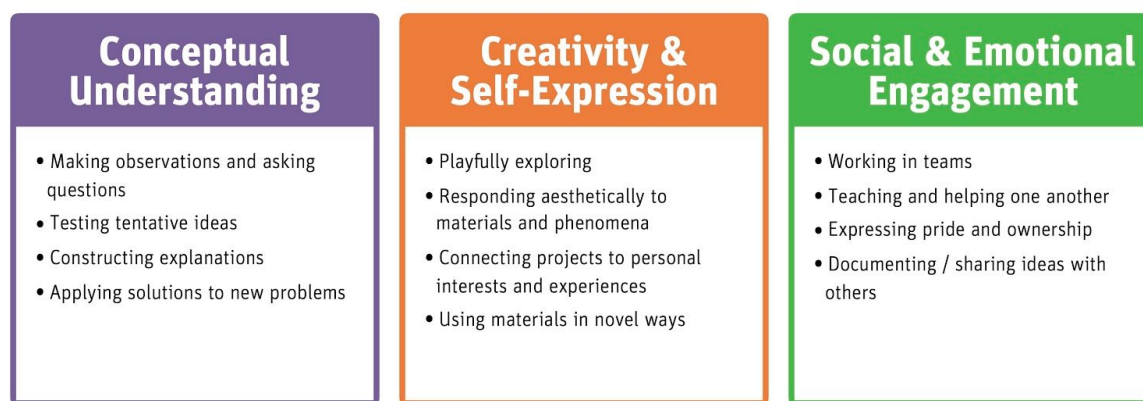 Conceptual
Understanding
• Making observations and asking
questions
• Testing tentative ideas
• Constructing explanations
• Applying solutions to new problems
Creativity &
Self-Expression
• Playfully exploring
• Responding aesthetically to
materials and phenomena
• Connecting projects to personal
interests and experiences
• Using materials in novel ways
Social & Emotional
Engagement
• Working in teams
• Teaching and helping one another
• Expressing pride and ownership
• Documenting / sharing ideas with
others